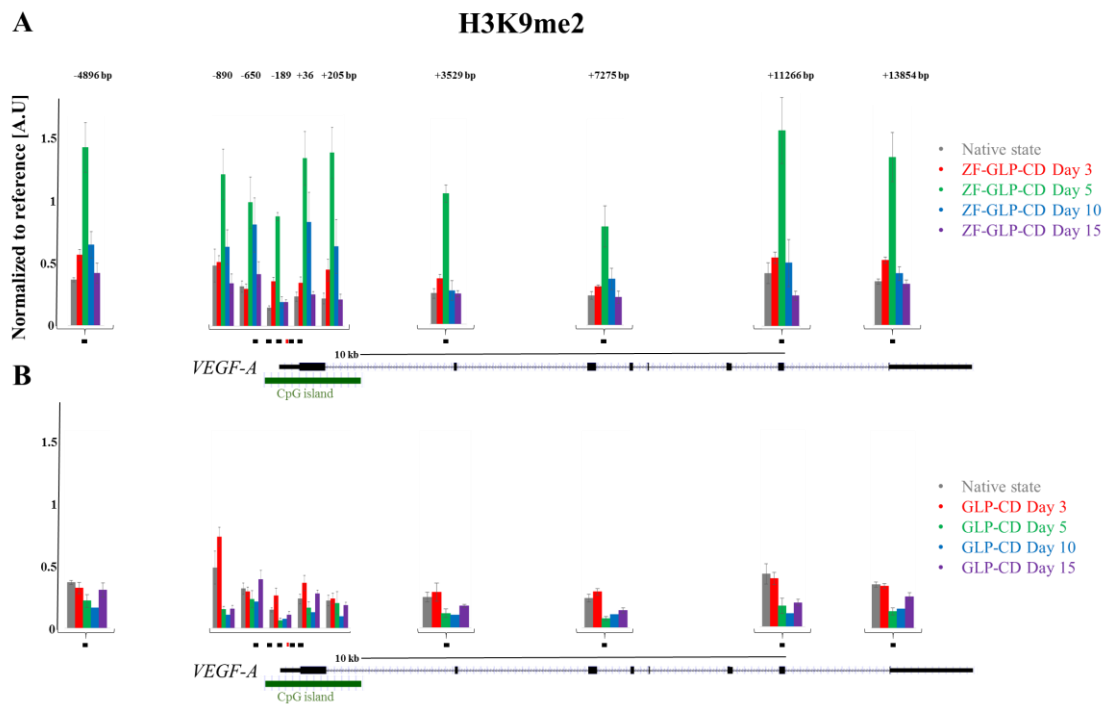 A
H3K9me2
-4896 bp -890 -650 -189 +36 +205 bp +3529 bp +7275 bp +11266 bp +13854 bp
Normalized to reference [A.U]
1.5
1
0.5
0
Native state
ZF-GLP-CD Day 3
ZF-GLP-CD Day 5
ZF-GLP-CD Day 10
ZF-GLP-CD Day 15
10 kb
VEGF-A
CpG island
B
1.5
1
0.5
0
Native state
GLP-CD Day 3
GLP-CD Day 5
GLP-CD Day 10
GLP-CD Day 15
10 kb
VEGF-A
CpG island